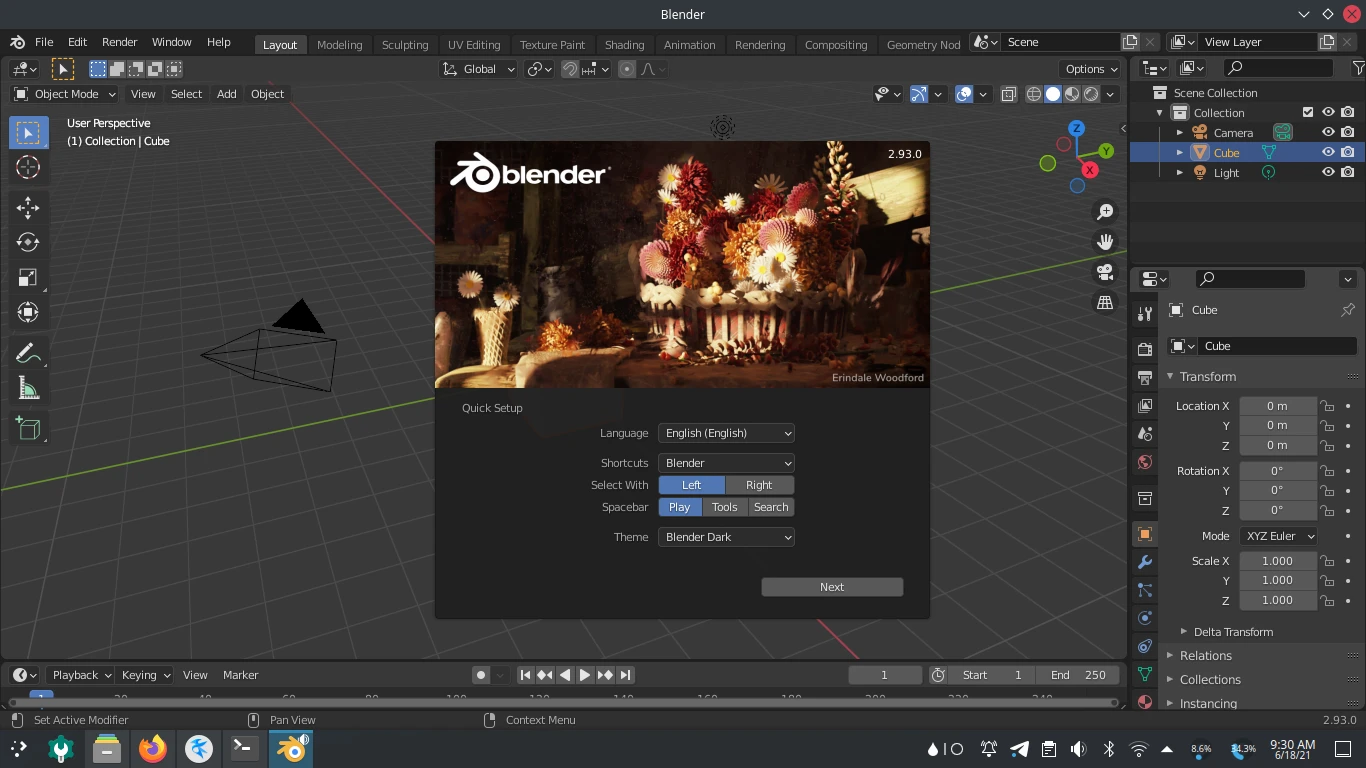 Blender
File Edit Render Window Help Layout Modeling Sculpting UV Editing Texture Paint Shading Animation Rendering Compositing Geometry Nod Scene View Layer
Global Options
Object Mode View Select Add Object
User Perspective
(1) Collection | Cube
Z
Y
X
blender
2.93.0
Erindale Woodford
Quick Setup
Language English (English)
Shortcuts Blender
Select With Left Right
Spacebar Play Tools Search
Theme Blender Dark
Next
Scene Collection
Collection
Camera
Cube
Light
Cube
Cube
Transform
Location X 0 m
Y 0 m
Z 0 m
Rotation X 0°
Y 0°
Z 0°
Mode XYZ Euler
Scale X 1.000
Y 1.000
Z 1.000
Delta Transform
Relations
Collections
Instancing
Playback Keying View Marker 1 Start 1 End 250
1 20 40 60 80 100 120 140 160 180 200 220 240
Set Active Modifier Pan View Context Menu 2.93.0
8.6% 34.3% 9:30 AM
6/18/21